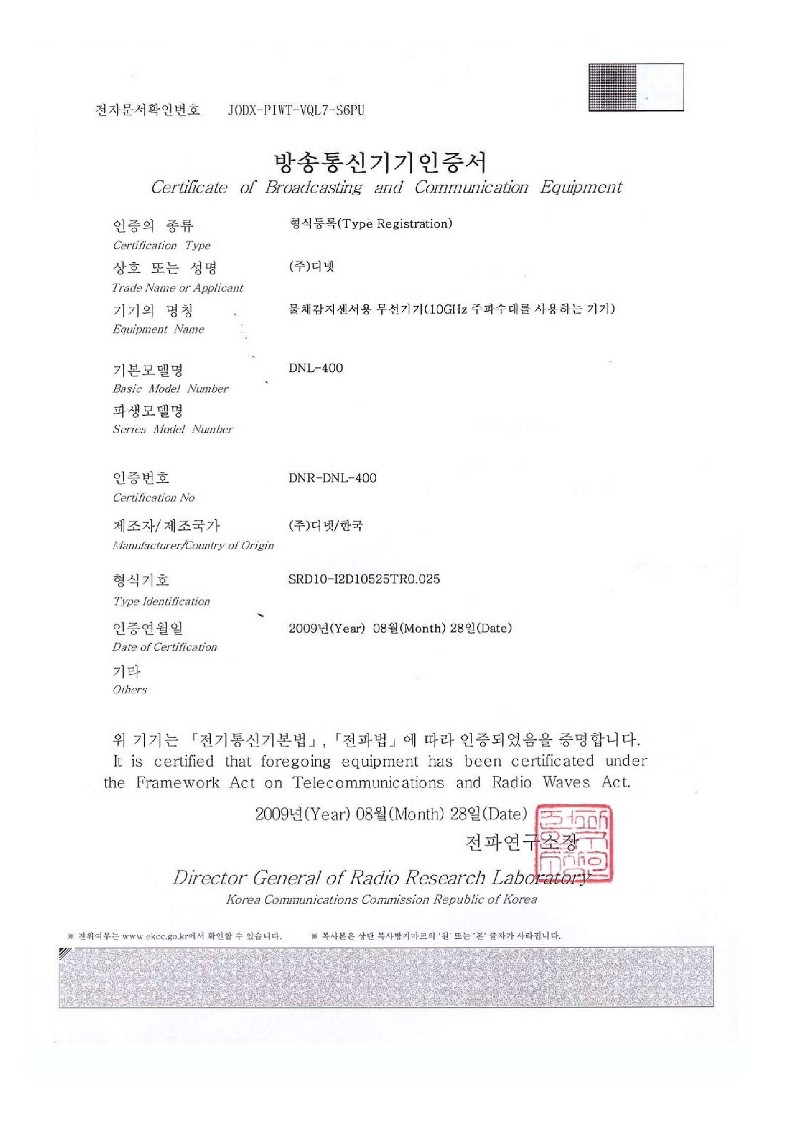 전자문서확인번호 JODX-PIWT-VQL7-S6PU
방송통신기기인증서
Certificate of Broadcasting and Communication Equipment
인증의 종류 형식등록(Type Registration)
Certification Type
상호 또는 성명 (주)디넷
Trade Name or Applicant
기기의 명칭 물체감지센서용 무선기기(10GHz 주파수대를 사용하는 기기)
Equipment Name
기본모델명 DNL-400
Basic Model Number
파생모델명
Series Model Number
인증번호 DNR-DNL-400
Certification No
제조자/제조국가 (주)디넷/한국
Manufacturer/Country of Origin
형식기호 SRD10-I2D10525TR0.025
Type Identification
인증연월일 2009년(Year) 08월(Month) 28일(Date)
Date of Certification
기타
Others
위 기기는 「전기통신기본법」, 「전파법」에 따라 인증되었음을 증명합니다.
It is certified that foregoing equipment has been certificated under
the Framework Act on Telecommunications and Radio Waves Act.
2009년(Year) 08월(Month) 28일(Date)
전파연구소장
Director General of Radio Research Laboratory
Korea Communications Commission Republic of Korea
※ 진위여부는 www.ekcc.go.kr에서 확인할 수 있습니다. ※ 복사본은 상단 복사방지마크의 '원' 또는 '본' 글자가 사라집니다.